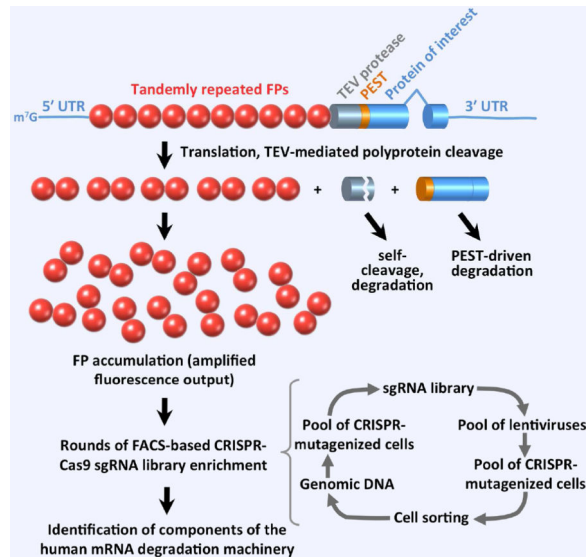 TEV protease
PEST
Protein of interest
Tandemly repeated FPs
m⁷G
5′ UTR
3′ UTR
Translation, TEV-mediated polyprotein cleavage
+
+
self-
cleavage,
degradation
PEST-driven
degradation
FP accumulation (amplified
fluorescence output)
Rounds of FACS-based CRISPR-
Cas9 sgRNA library enrichment
Identification of components of the
human mRNA degradation machinery
sgRNA library
Pool of lentiviruses
Pool of CRISPR-
mutagenized cells
Cell sorting
Genomic DNA
Pool of CRISPR-
mutagenized cells